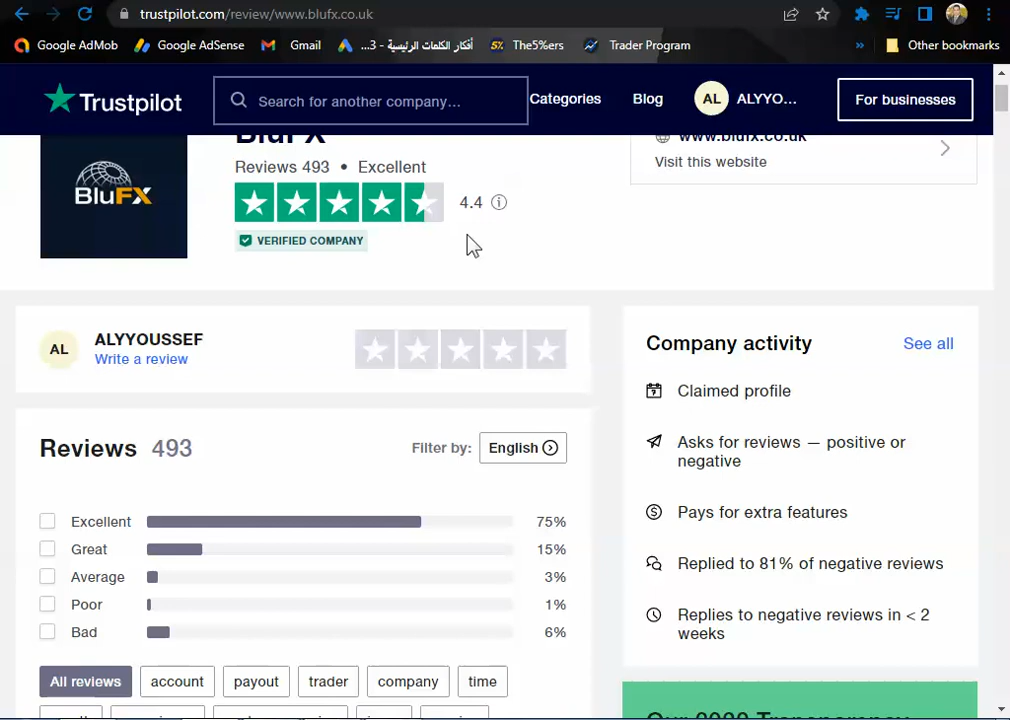 trustpilot.com/review/www.blufx.co.uk
Google AdMob
Google AdSense
Gmail
أفكار الكلمات الرئيسية - 3...
5%
The5%ers
Trader Program
»
Other bookmarks
Trustpilot
Search for another company...
Categories
Blog
AL
ALYYO...
For businesses
BluFX
BluFX
Reviews 493 • Excellent
4.4
VERIFIED COMPANY
www.blufx.co.uk
Visit this website
AL
ALYYOUSSEF
Write a review
Company activity
See all
Claimed profile
Asks for reviews — positive or
negative
Pays for extra features
Replied to 81% of negative reviews
Replies to negative reviews in < 2
weeks
Reviews 493
Filter by:
English
Excellent
75%
Great
15%
Average
3%
Poor
1%
Bad
6%
All reviews
account
payout
trader
company
time